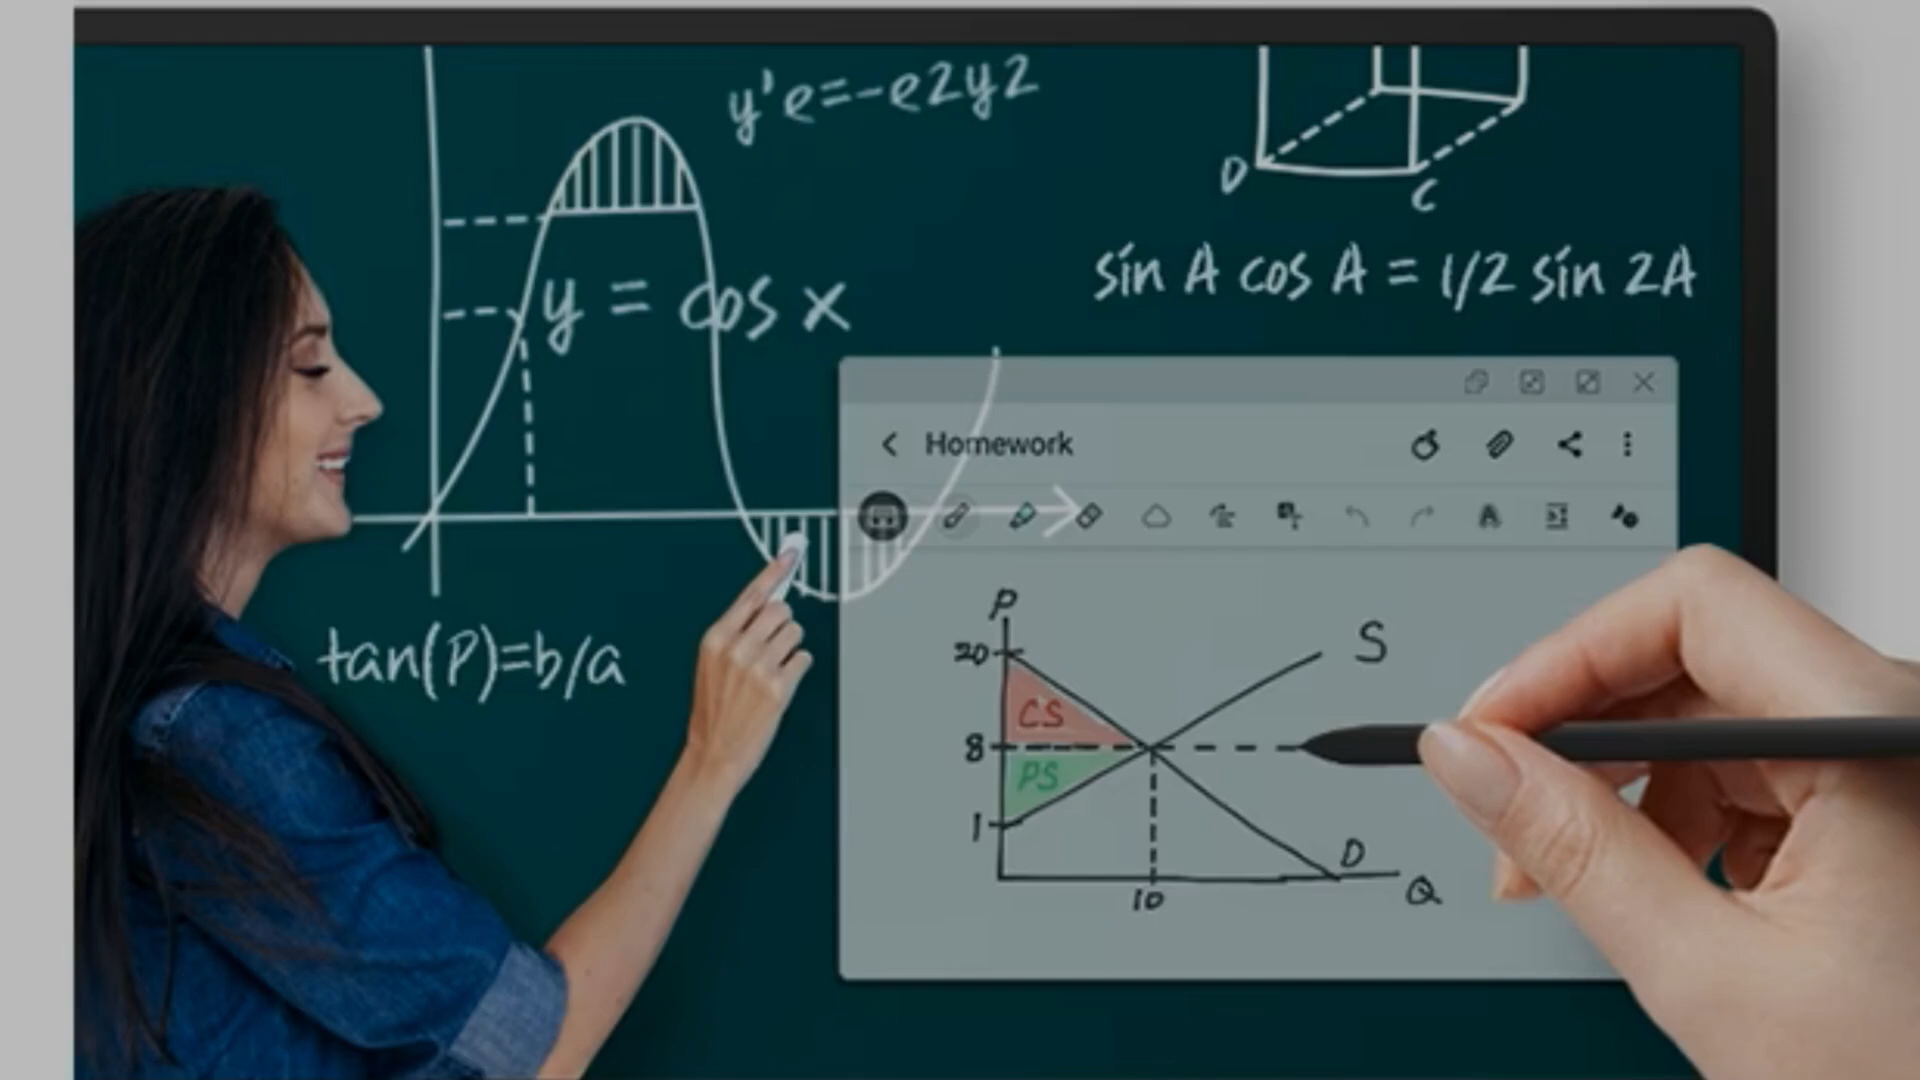 y'e=-e2y2
D
C
sin A cos A = 1/2 sin 2A
y = cos x
Homework
tan(P)=b/a
P
20
S
CS
8
PS
1
D
10
Q